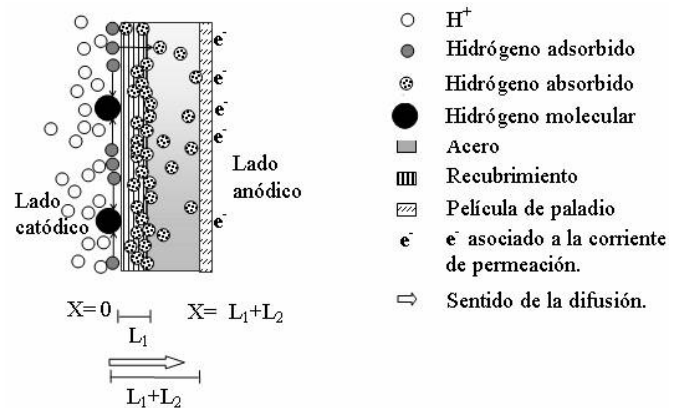 e⁻
e⁻
e⁻
e⁻
e⁻
Lado
catódico
Lado
anódico
X= 0
X= L₁+L₂
L₁
L₁+L₂
H⁺
Hidrógeno adsorbido
Hidrógeno absorbido
Hidrógeno molecular
Acero
Recubrimiento
Película de paladio
e⁻ e⁻ asociado a la corriente
de permeación.
Sentido de la difusión.